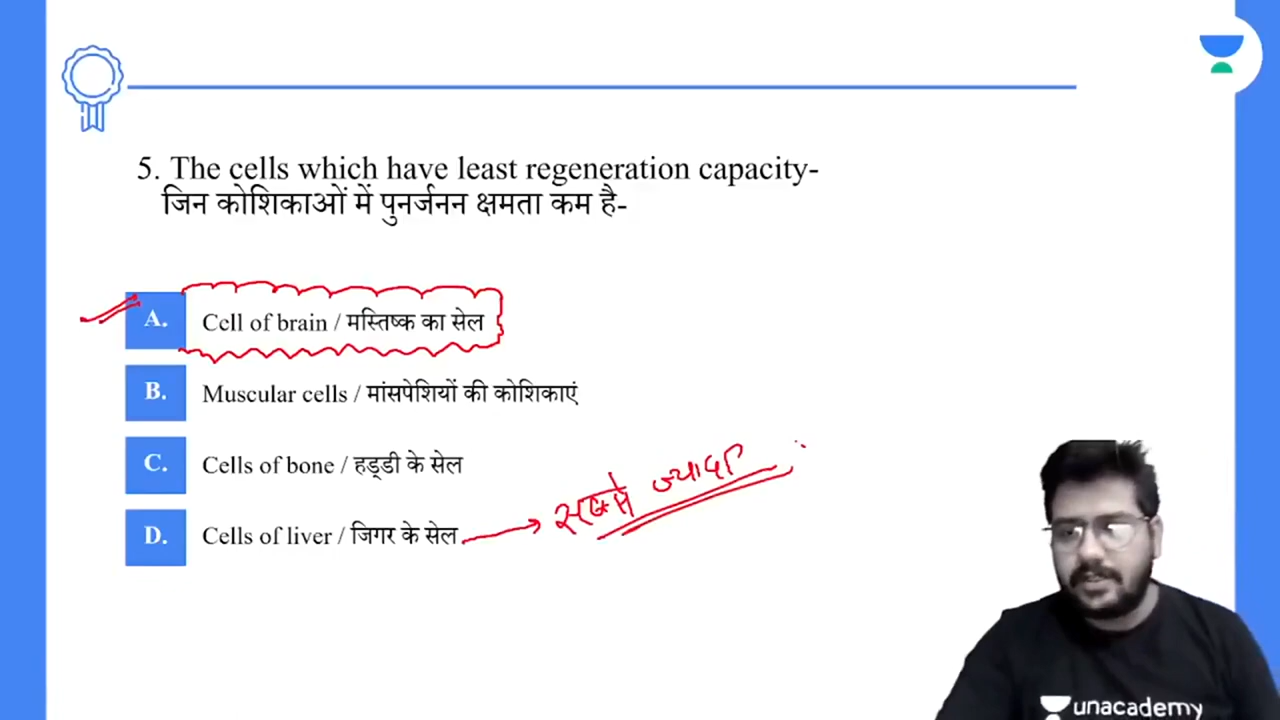 5. The cells which have least regeneration capacity-
जिन कोशिकाओं में पुनर्जनन क्षमता कम है-
A. Cell of brain / मस्तिष्क का सेल
B. Muscular cells / मांसपेशियों की कोशिकाएं
C. Cells of bone / हड्डी के सेल
सबसे ज्यादा
D. Cells of liver / जिगर के सेल
unacademy